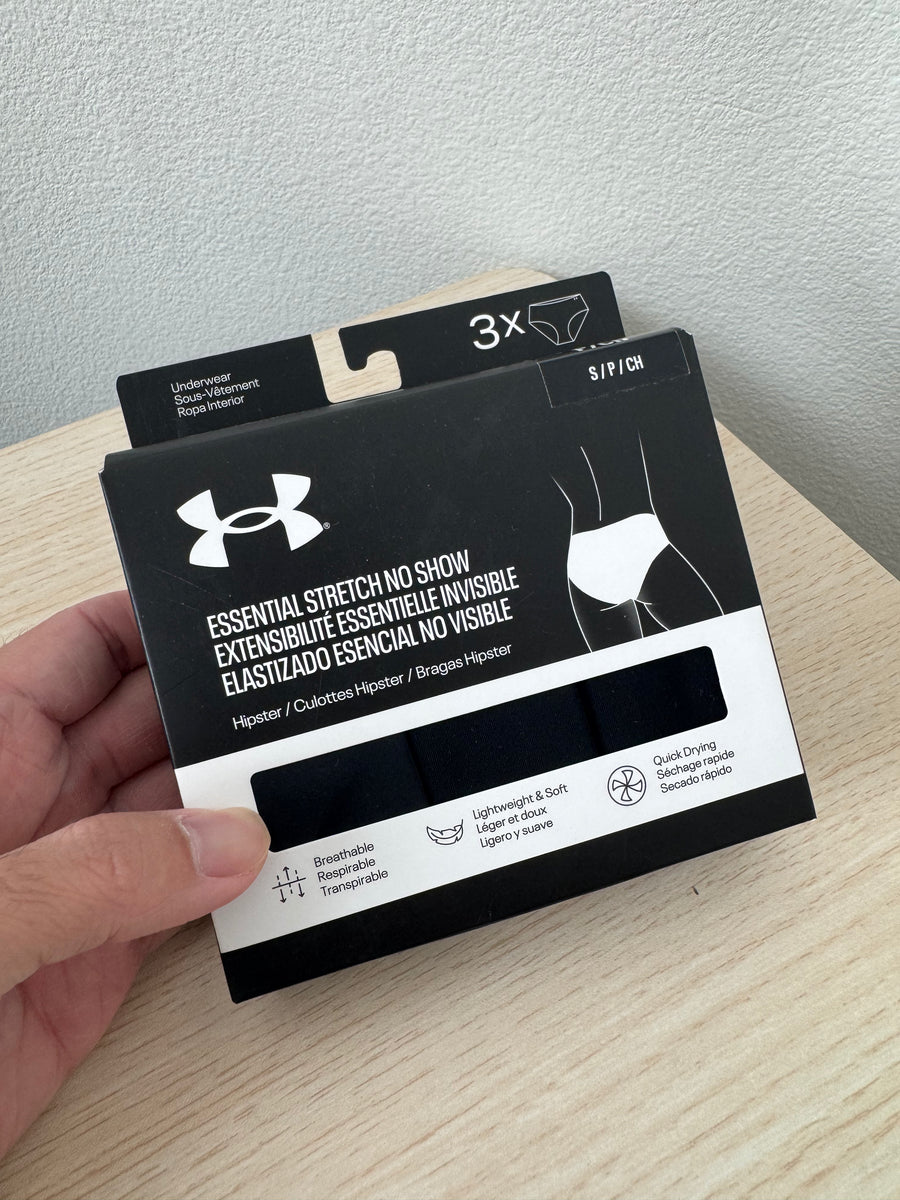 3x
Underwear
Sous-Vêtement
Ropa Interior
S / P / CH
®
ESSENTIAL STRETCH NO SHOW
EXTENSIBILITÉ ESSENTIELLE INVISIBLE
ELASTIZADO ESENCIAL NO VISIBLE
Hipster / Culottes Hipster / Bragas Hipster
Breathable
Respirable
Transpirable
Lightweight & Soft
Léger et doux
Ligero y suave
Quick Drying
Séchage rapide
Secado rápido